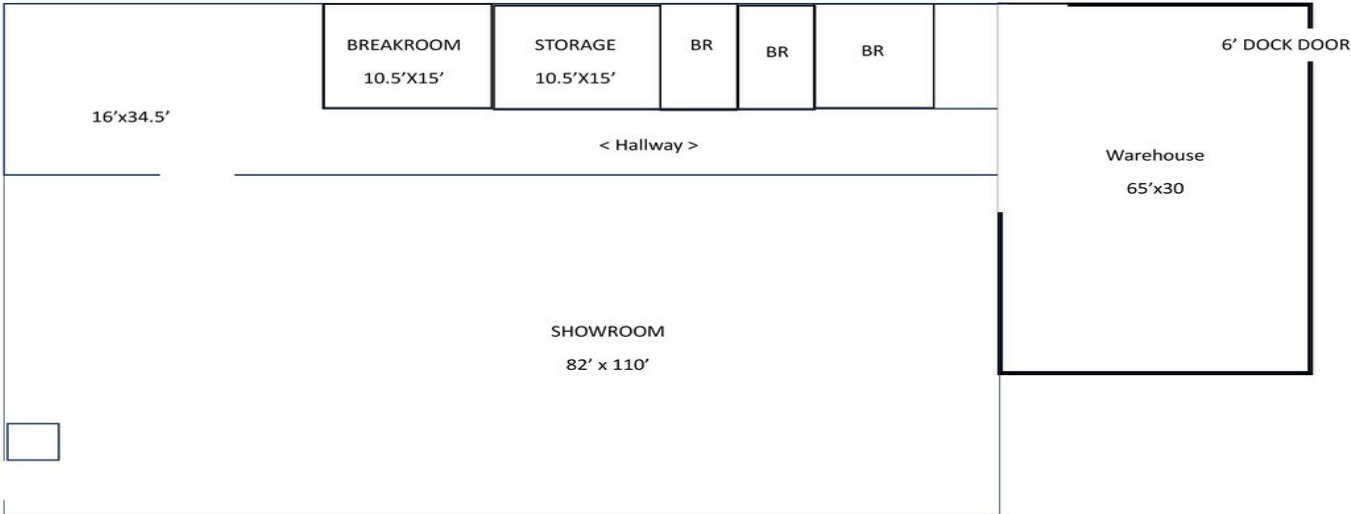 BREAKROOM
10.5’X15’
STORAGE
10.5’X15’
BR
BR
BR
6’ DOCK DOOR
16’x34.5’
< Hallway >
Warehouse
65’x30
SHOWROOM
82’ x 110’